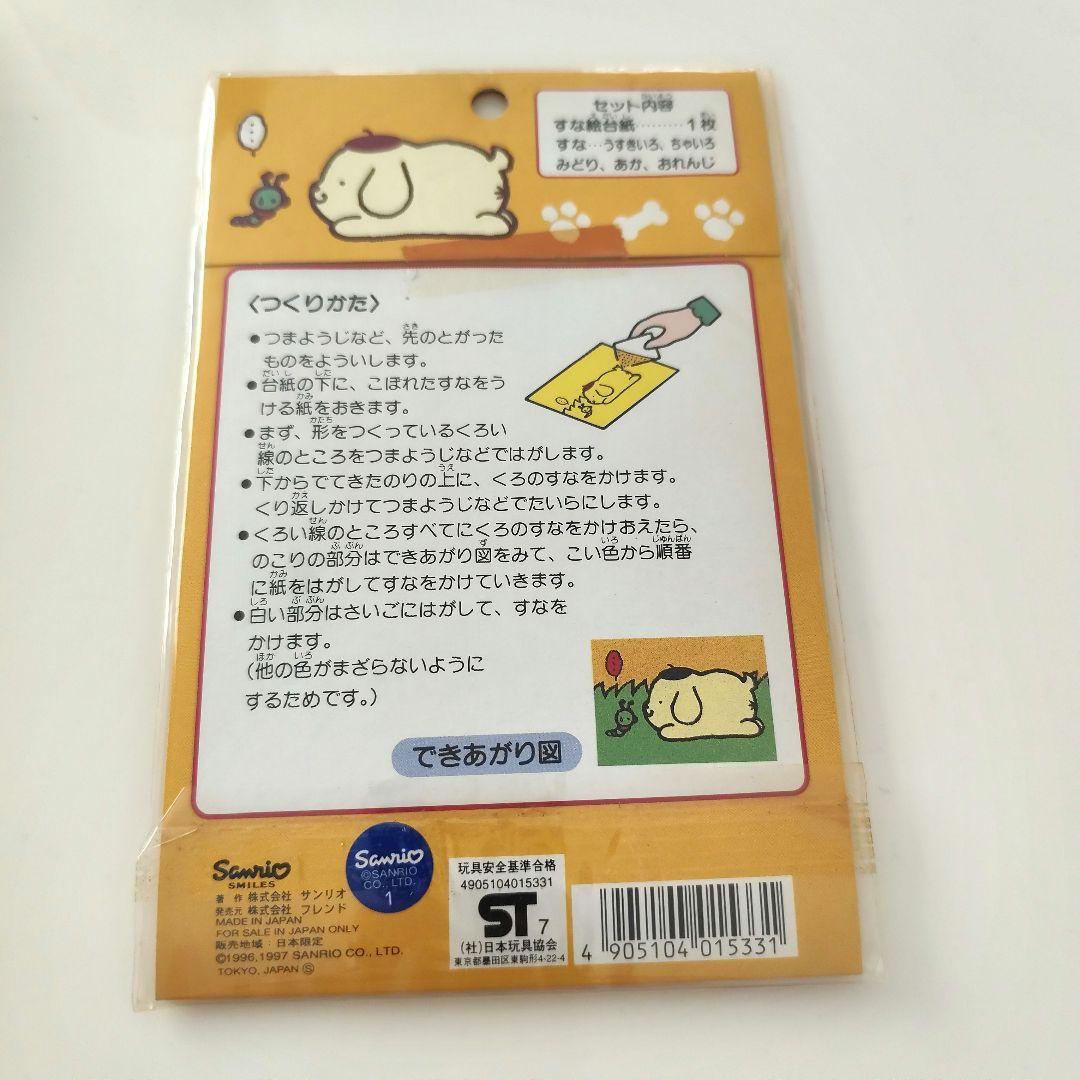 セット内容
すな絵台紙………1枚
すな…うすきいろ、ちゃいろ
みどり、あか、おれんじ
〈つくりかた〉
●つまようじなど、先のとがった
ものをよういします。
●台紙の下に、こぼれたすなをう
ける紙をおきます。
●まず、形をつくっているくろい
線のところをつまようじなどではがします。
●下からでてきたのりの上に、くろのすなをかけます。
くり返しかけてつまようじなどでたいらにします。
●くろい線のところすべてにくろのすなをかけおえたら、
のこりの部分はできあがり図をみて、こい色から順番
に紙をはがしてすなをかけていきます。
●白い部分はさいごにはがして、すなを
かけます。
(他の色がまざらないように
するためです。)
できあがり図
Sanrio
SMILES
著作 株式会社 サンリオ
発売元 株式会社 フレンド
MADE IN JAPAN
FOR SALE IN JAPAN ONLY
販売地域:日本限定
©1996,1997 SANRIO CO., LTD.
TOKYO, JAPAN Ⓢ
Sanrio
©SANRIO
CO., LTD.
1
玩具安全基準合格
4905104015331
ST 7
(社)日本玩具協会
東京都墨田区東駒形4-22-4
4 905104 015331